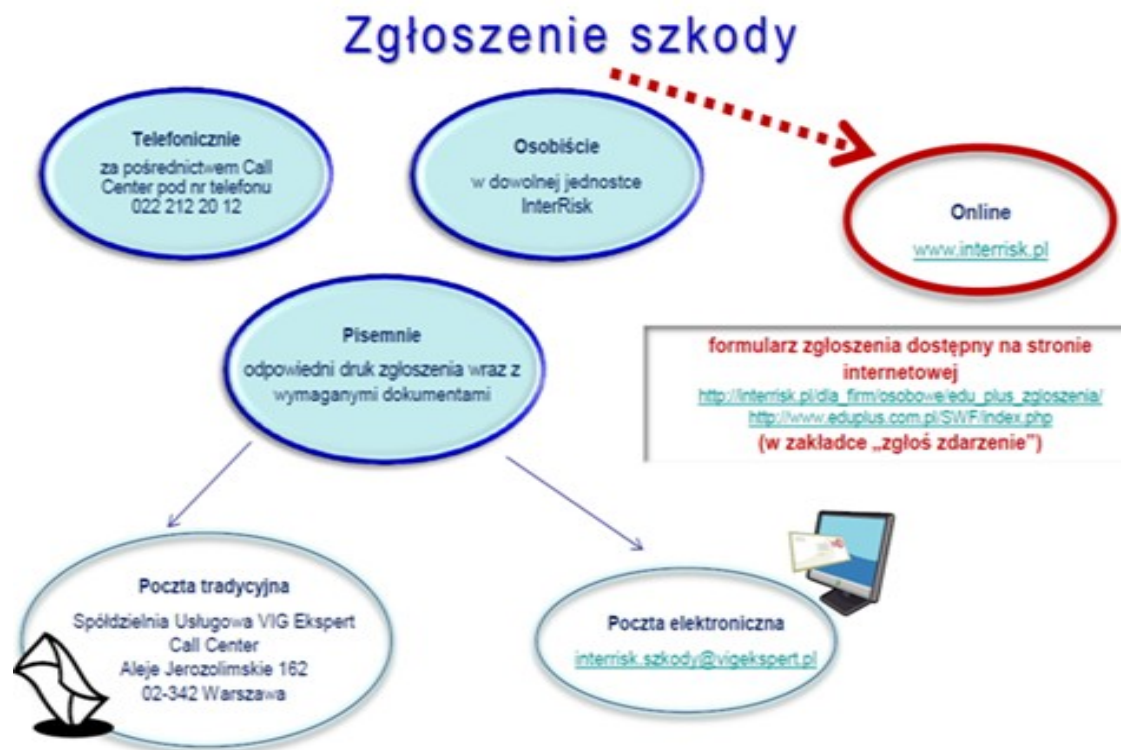 Zgłoszenie szkody
Telefonicznie
za pośrednictwem Call
Center pod nr telefonu
022 212 20 12
Osobiście
w dowolnej jednostce
InterRisk
Online
www.interrisk.pl
Pisemnie
odpowiedni druk zgłoszenia wraz z
wymaganymi dokumentami
formularz zgłoszenia dostępny na stronie
internetowej
http://interrisk.pl/dla_firm/osobowe/edu_plus_zgloszenia/
http://www.eduplus.com.pl/SWF/index.php
(w zakładce „zgłoś zdarzenie”)
Poczta tradycyjna
Spółdzielnia Usługowa VIG Ekspert
Call Center
Aleje Jerozolimskie 162
02-342 Warszawa
Poczta elektroniczna
interrisk.szkody@vigekspert.pl